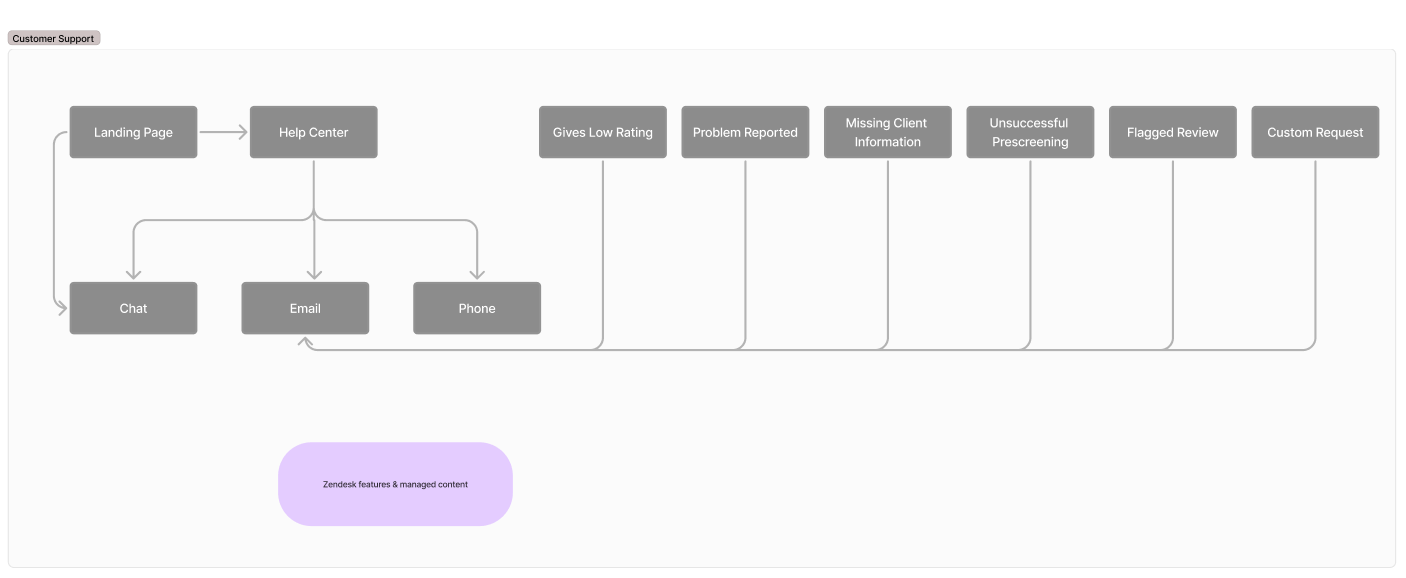 Customer Support
Landing Page
Help Center
Gives Low Rating
Problem Reported
Missing Client
Information
Unsuccessful
Prescreening
Flagged Review
Custom Request
Chat
Email
Phone
Zendesk features & managed content